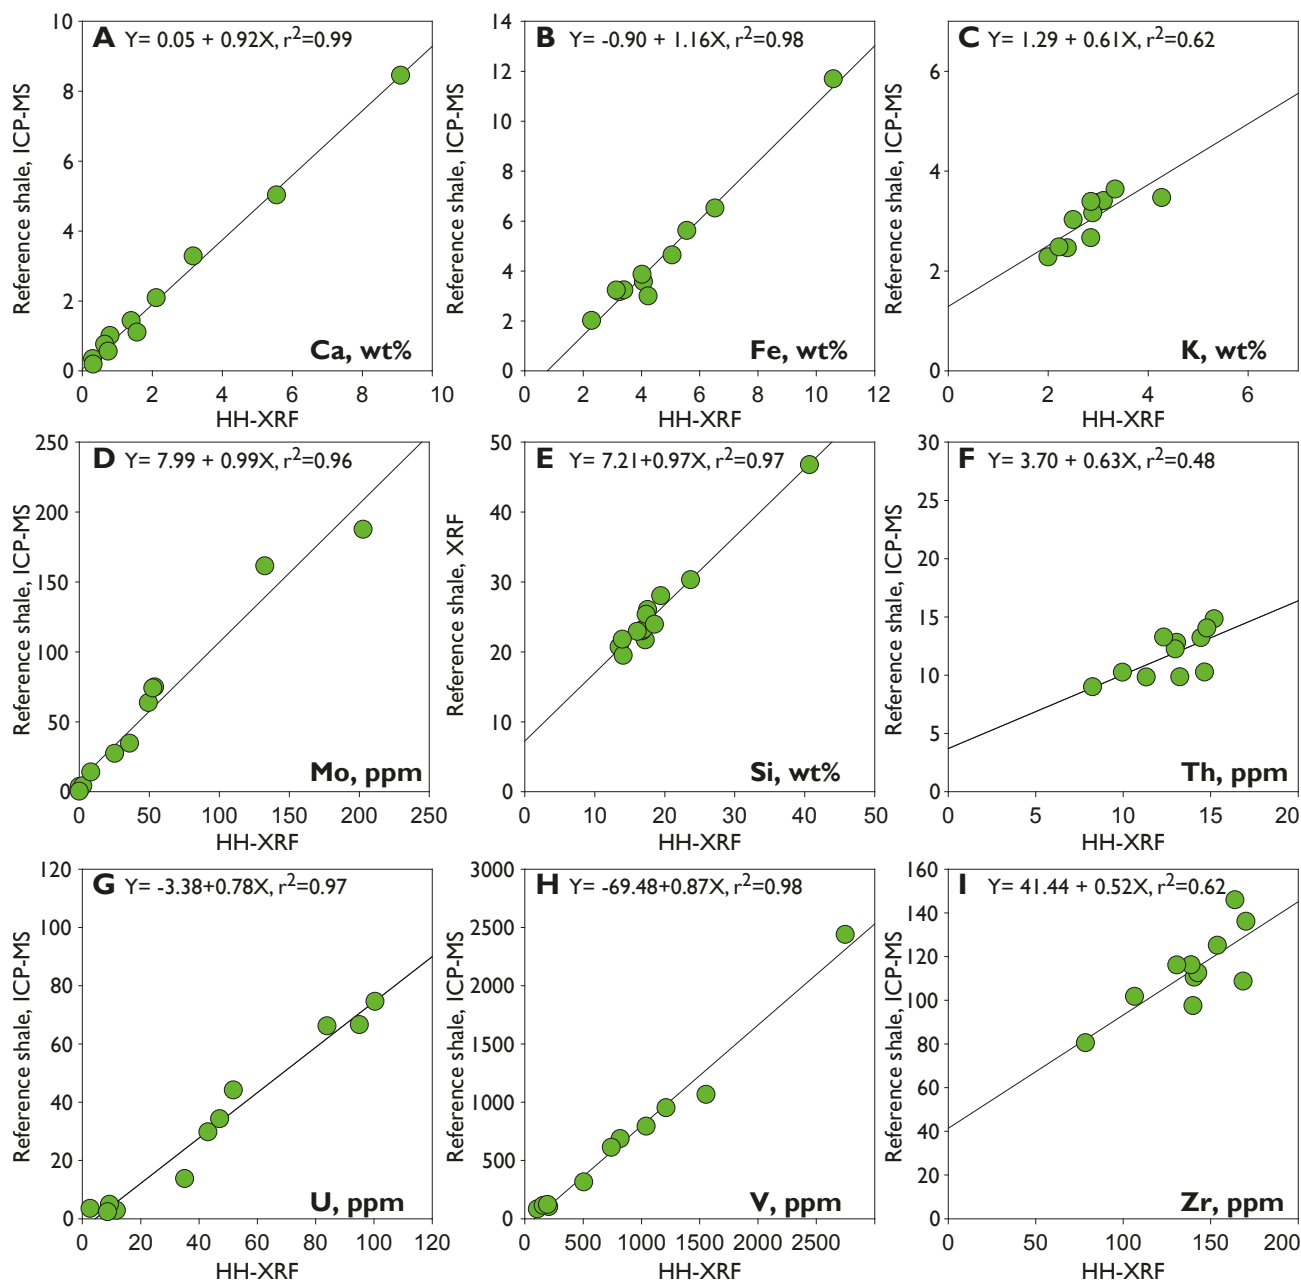 A Y= 0.05 + 0.92X, r²=0.99
Reference shale, ICP-MS
10
8
6
4
2
0
Ca, wt%
0 2 4 6 8 10
HH-XRF
B Y= -0.90 + 1.16X, r²=0.98
Reference shale, ICP-MS
14
12
10
8
6
4
2
0
Fe, wt%
0 2 4 6 8 10 12
HH-XRF
C Y= 1.29 + 0.61X, r²=0.62
Reference shale, ICP-MS
6
4
2
0
K, wt%
0 2 4 6
HH-XRF
D Y= 7.99 + 0.99X, r²=0.96
Reference shale, ICP-MS
250
200
150
100
50
0
Mo, ppm
0 50 100 150 200 250
HH-XRF
E Y= 7.21+0.97X, r²=0.97
Reference shale, XRF
50
40
30
20
10
0
Si, wt%
0 10 20 30 40 50
HH-XRF
F Y= 3.70 + 0.63X, r²=0.48
Reference shale, ICP-MS
30
25
20
15
10
5
0
Th, ppm
0 5 10 15 20
HH-XRF
G Y= -3.38+0.78X, r²=0.97
Reference shale, ICP-MS
120
100
80
60
40
20
0
U, ppm
0 20 40 60 80 100 120
HH-XRF
H Y= -69.48+0.87X, r²=0.98
Reference shale, ICP-MS
3000
2500
2000
1500
1000
500
0
V, ppm
0 500 1000 1500 2000 2500
HH-XRF
I Y= 41.44 + 0.52X, r²=0.62
Reference shale, ICP-MS
160
140
120
100
80
60
40
20
0
Zr, ppm
0 50 100 150 200
HH-XRF